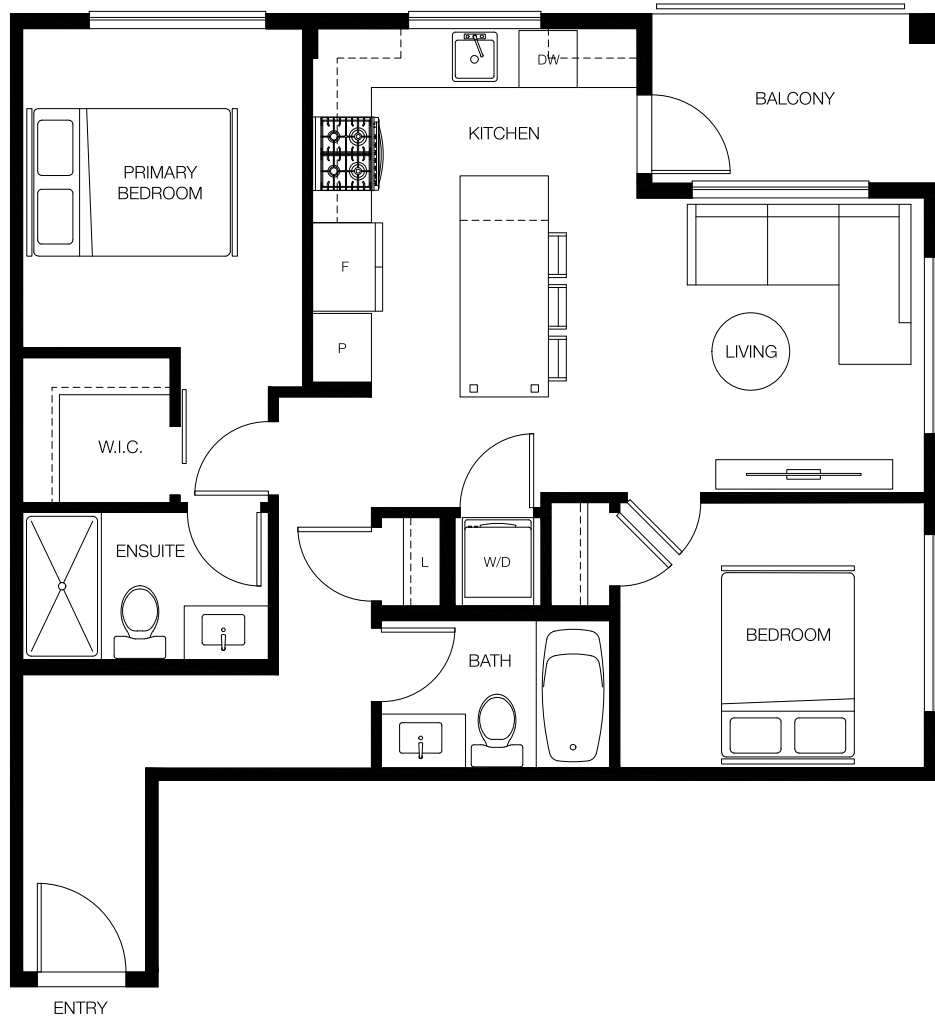 DW
BALCONY
KITCHEN
PRIMARY
BEDROOM
F
P
LIVING
W.I.C.
ENSUITE
L
W/D
BEDROOM
BATH
ENTRY